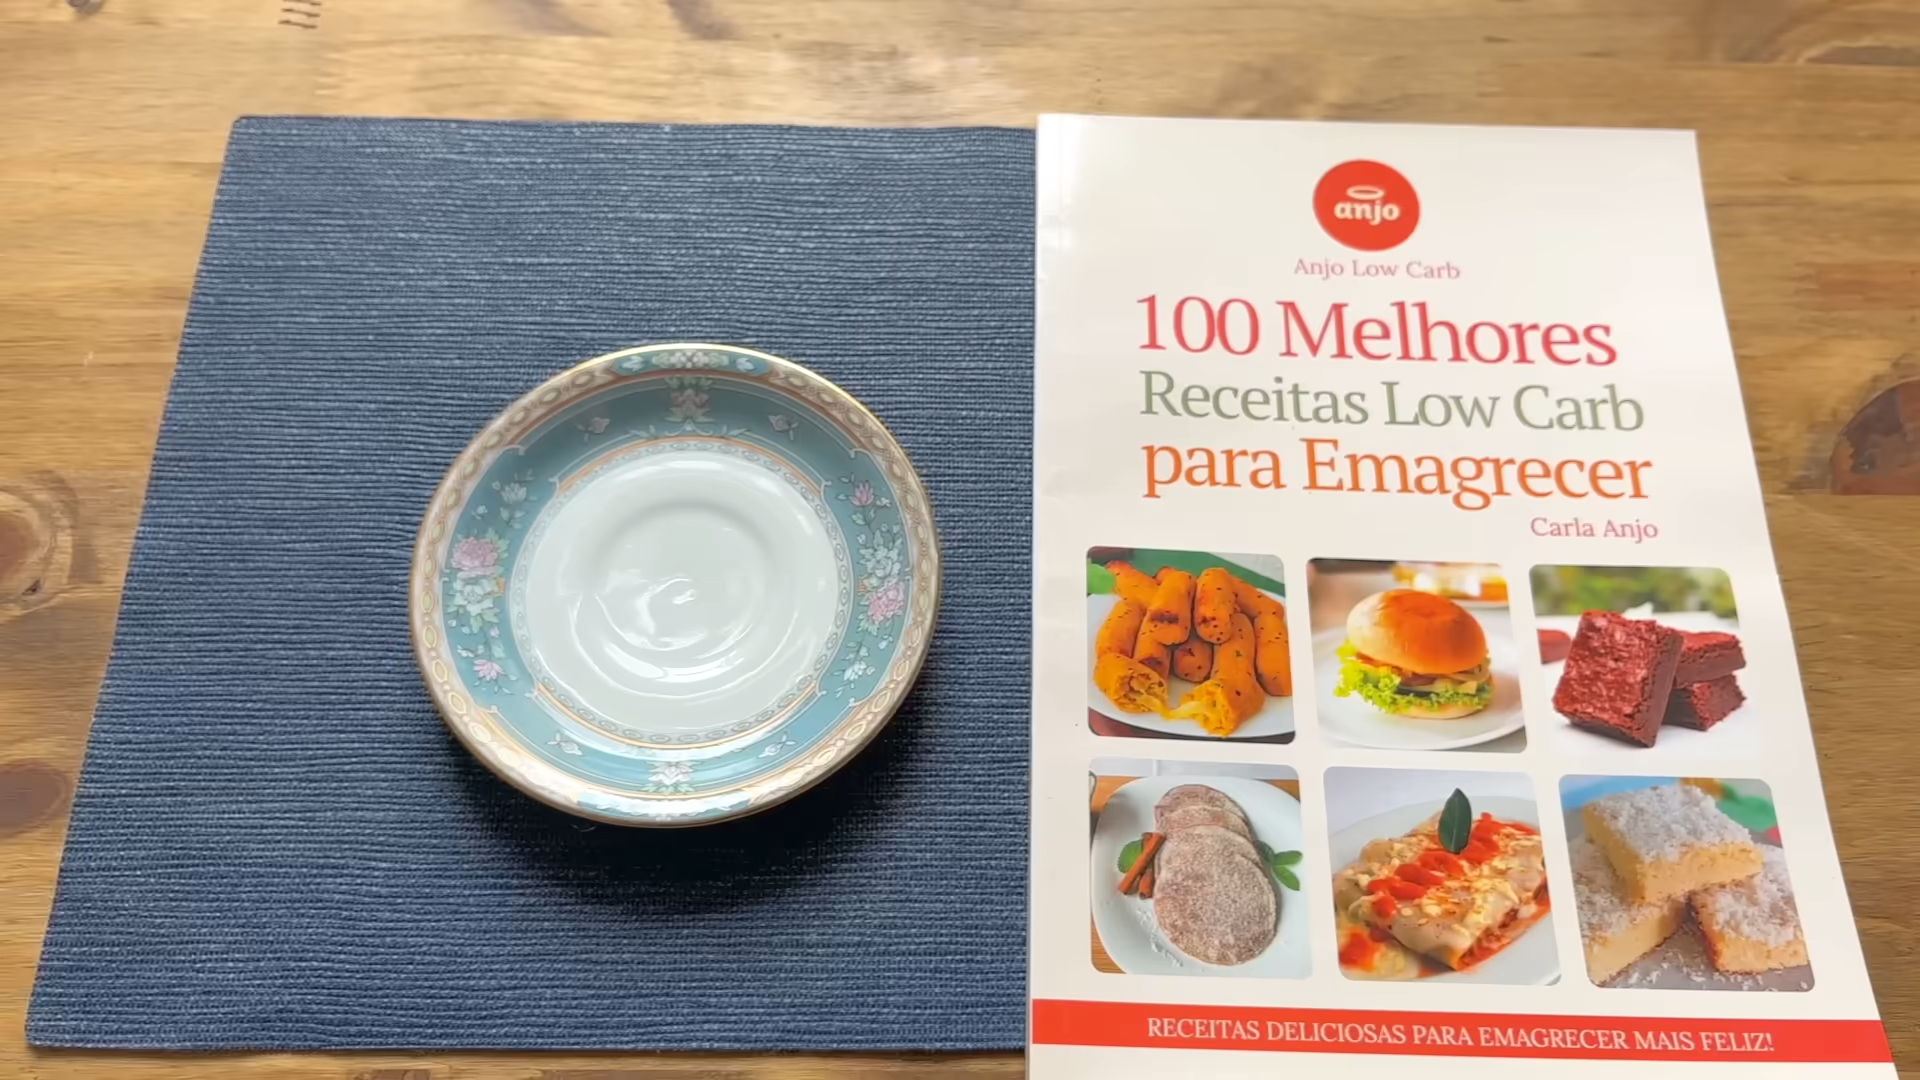 anjo
Anjo Low Carb
100 Melhores
Receitas Low Carb
para Emagrecer
Carla Anjo
RECEITAS DELICIOSAS PARA EMAGRECER MAIS FELIZ!